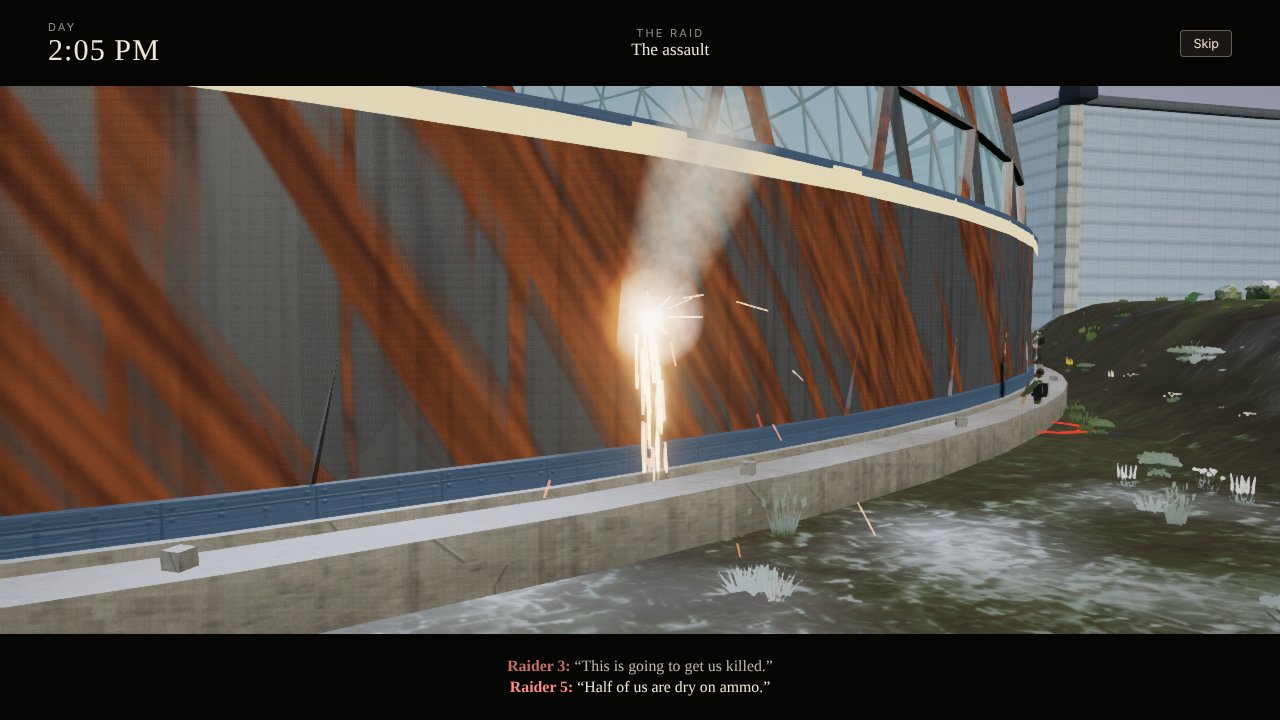 DAY
2:05 PM
THE RAID
The assault
Skip
Raider 3: “This is going to get us killed.”
Raider 5: “Half of us are dry on ammo.”